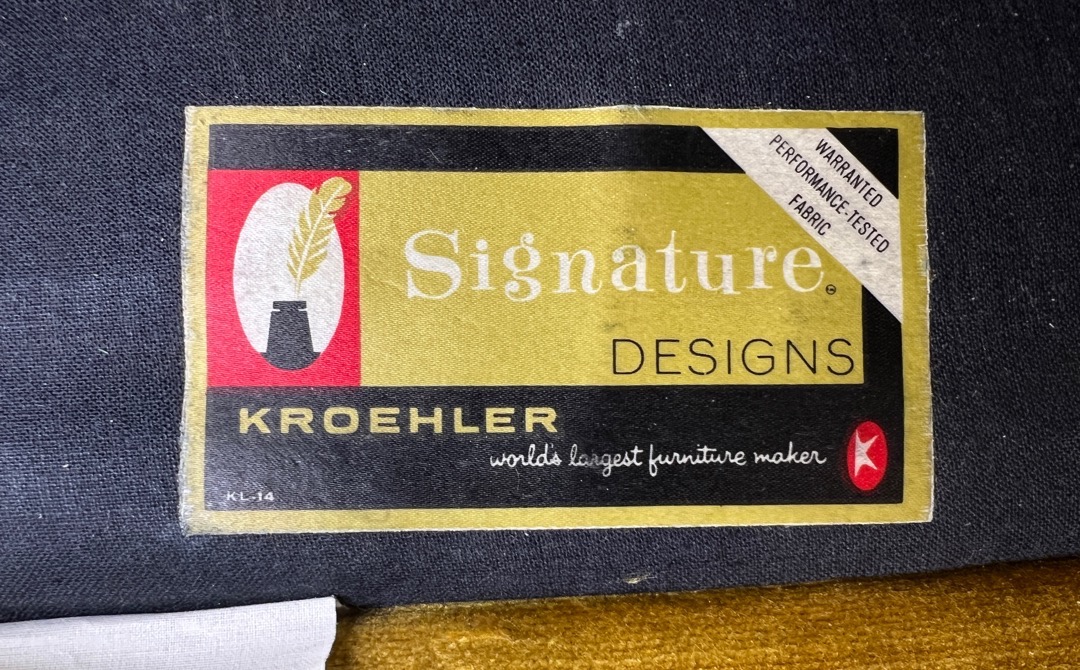 WARRANTED
PERFORMANCE-TESTED
FABRIC
Signature
DESIGNS
KROEHLER
world's largest furniture maker
KL-14